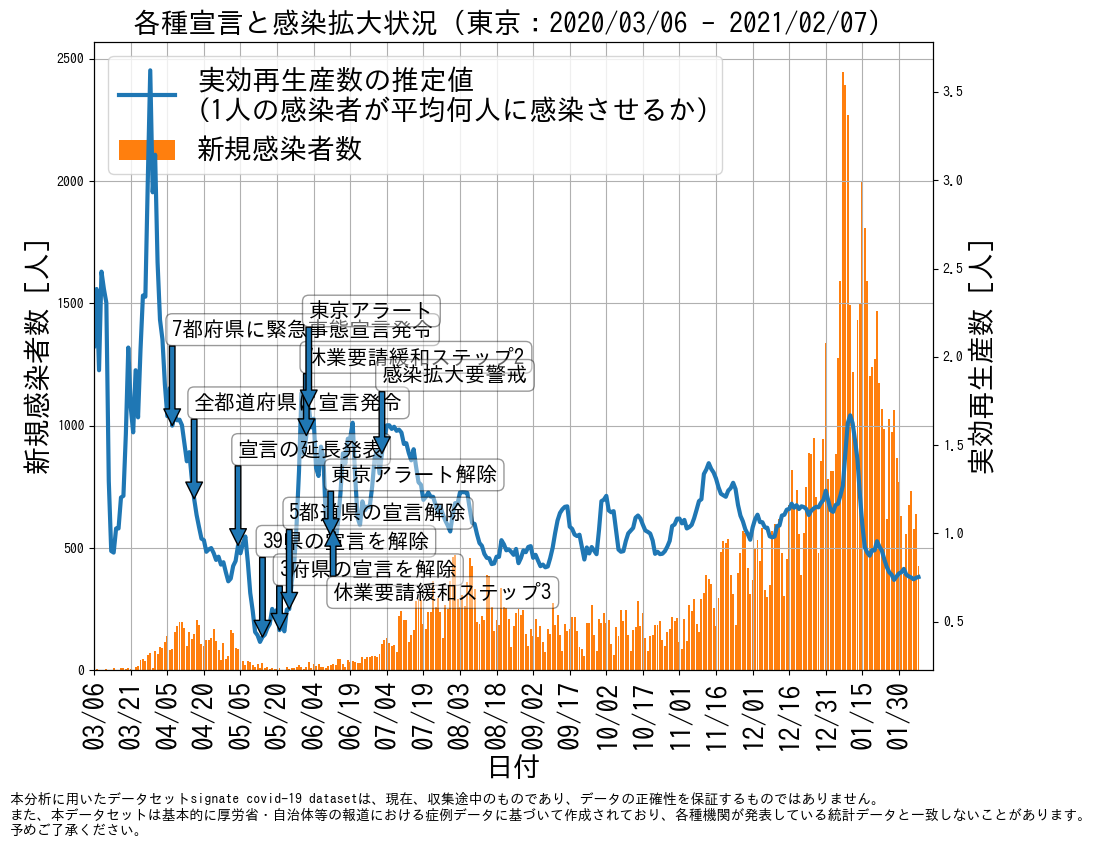 各種宣言と感染拡大状況 (東京：2020/03/06 - 2021/02/07)
実効再生産数の推定値
(1人の感染者が平均何人に感染させるか)
新規感染者数
新規感染者数 [人]
2500
2000
1500
1000
500
0
実効再生産数 [人]
3.5
3.0
2.5
2.0
1.5
1.0
0.5
東京アラート
7都府県に緊急事態宣言発令
休業要請緩和ステップ2
感染拡大要警戒
全都道府県に宣言発令
宣言の延長発表
東京アラート解除
5都道県の宣言解除
39県の宣言を解除
3府県の宣言を解除
休業要請緩和ステップ3
03/06
03/21
04/05
04/20
05/05
05/20
06/04
06/19
07/04
07/19
08/03
08/18
09/02
09/17
10/02
10/17
11/01
11/16
12/01
12/16
12/31
01/15
01/30
日付
本分析に用いたデータセットsignate covid-19 datasetは、現在、収集途中のものであり、データの正確性を保証するものではありません。
また、本データセットは基本的に厚労省・自治体等の報道における症例データに基づいて作成されており、各種機関が発表している統計データと一致しないことがあります。
予めご了承ください。